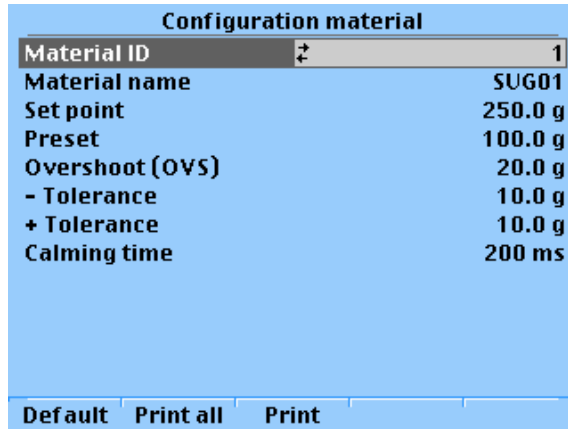 Configuration material
Material ID 1
Material name SUG01
Set point 250.0 g
Preset 100.0 g
Overshoot (OVS) 20.0 g
- Tolerance 10.0 g
+ Tolerance 10.0 g
Calming time 200 ms
Default Print all Print